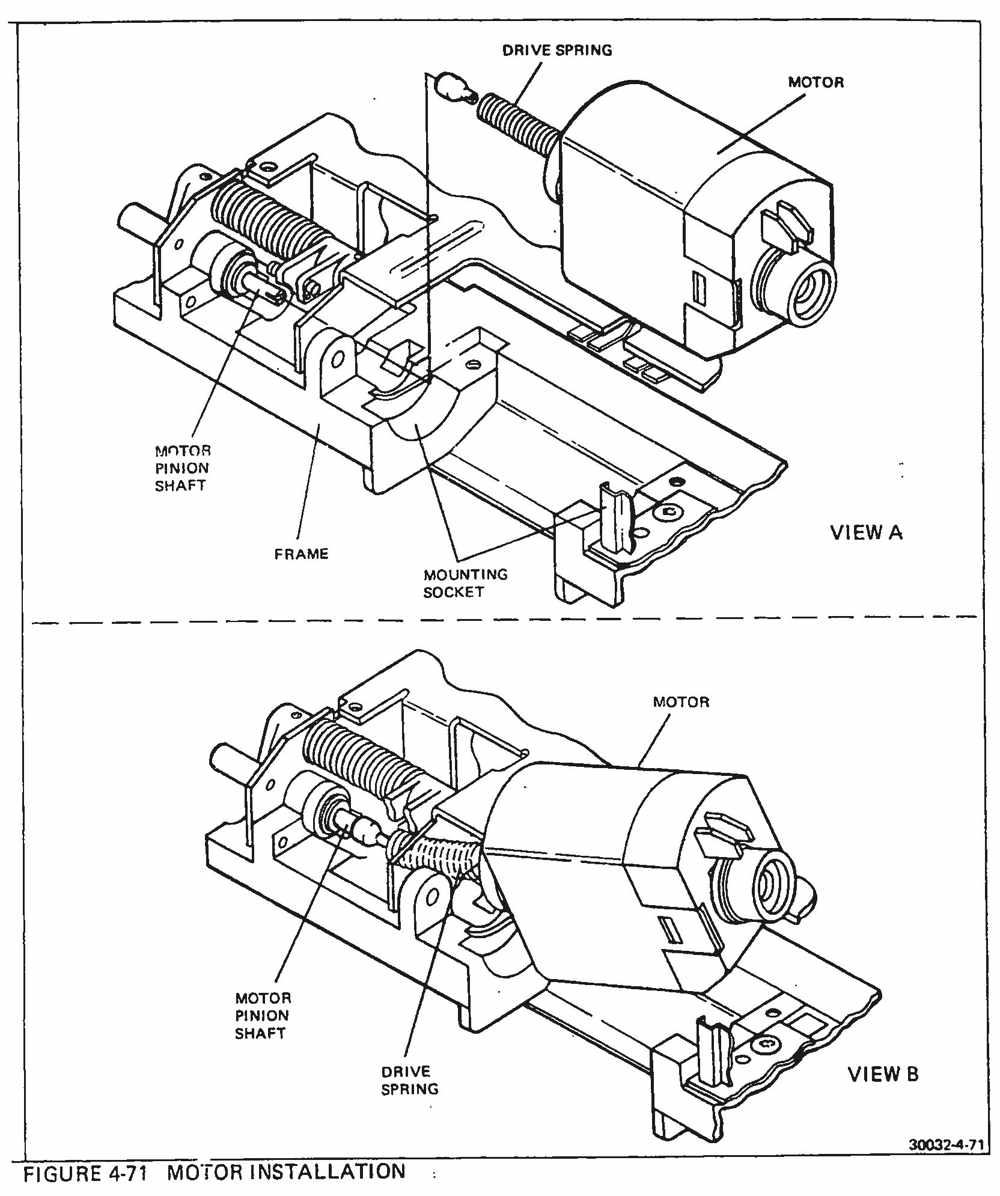 DRIVE SPRING
MOTOR
MOTOR
PINION
SHAFT
FRAME
MOUNTING
SOCKET
VIEW A
MOTOR
MOTOR
PINION
SHAFT
DRIVE
SPRING
VIEW B
30032-4-71
FIGURE 4-71 MOTOR INSTALLATION